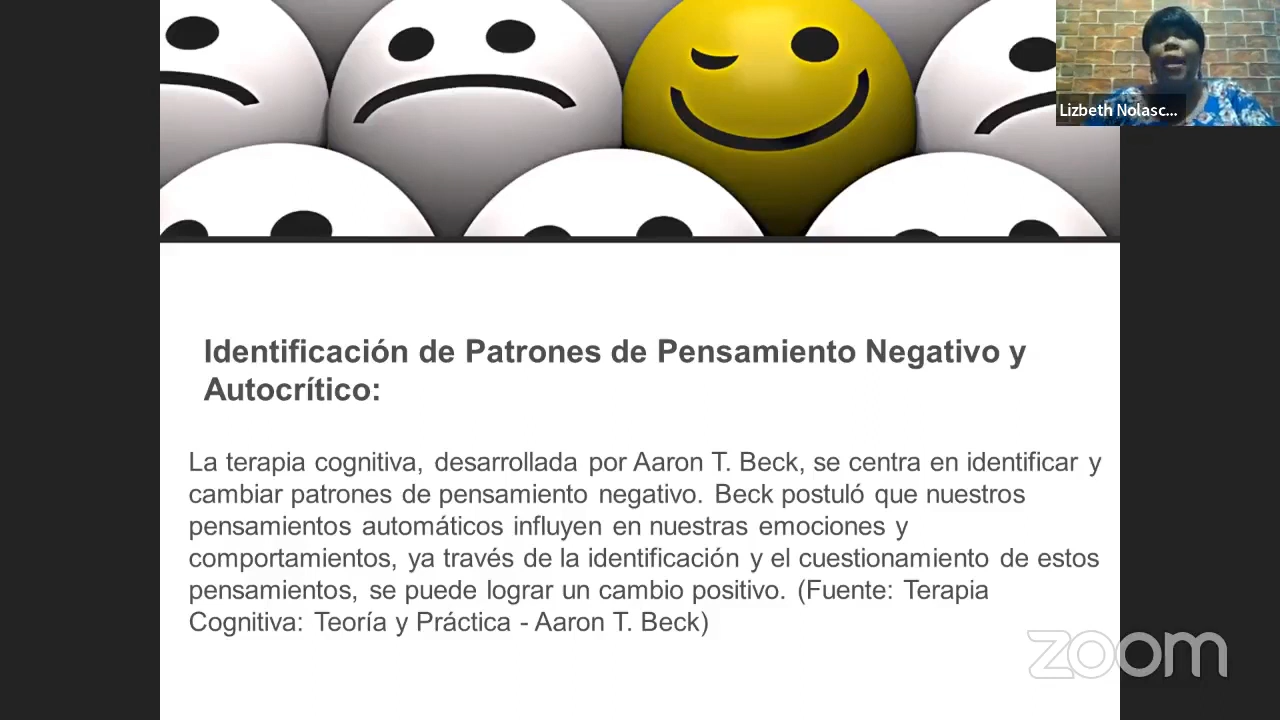 Lizbeth Nolasc...
Identificación de Patrones de Pensamiento Negativo y
Autocrítico:
La terapia cognitiva, desarrollada por Aaron T. Beck, se centra en identificar y
cambiar patrones de pensamiento negativo. Beck postuló que nuestros
pensamientos automáticos influyen en nuestras emociones y
comportamientos, ya través de la identificación y el cuestionamiento de estos
pensamientos, se puede lograr un cambio positivo. (Fuente: Terapia
Cognitiva: Teoría y Práctica - Aaron T. Beck)
zoom